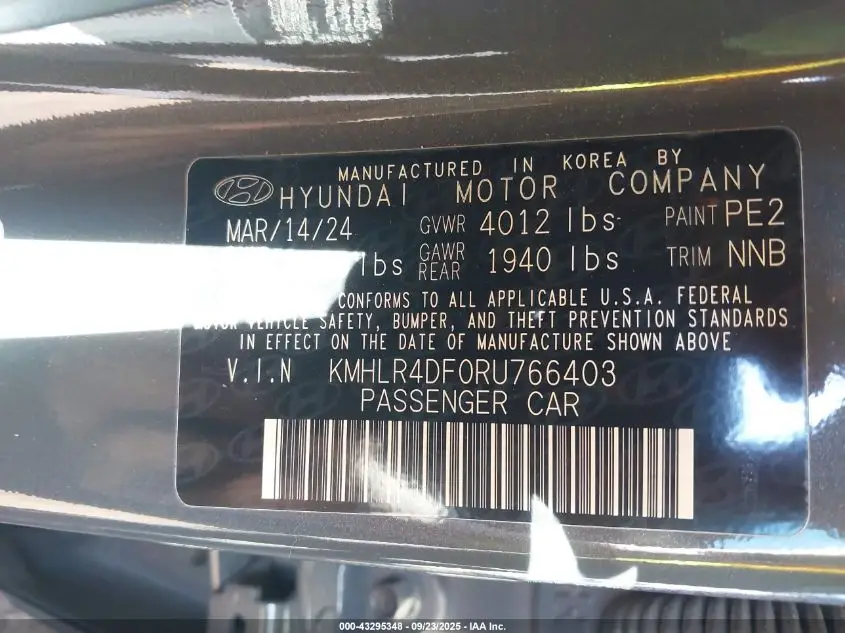 MANUFACTURED IN KOREA BY
HYUNDAI MOTOR COMPANY
MAR/14/24 GVWR 4012 lbs PAINT PE2
lbs GAWR REAR 1940 lbs TRIM NNB
CONFORMS TO ALL APPLICABLE U.S.A. FEDERAL
MOTOR VEHICLE SAFETY, BUMPER, AND THEFT PREVENTION STANDARDS
IN EFFECT ON THE DATE OF MANUFACTURE SHOWN ABOVE
V.I.N KMHLR4DF0RU766403
PASSENGER CAR
000-43295348 - 09/23/2025 - IAA Inc.